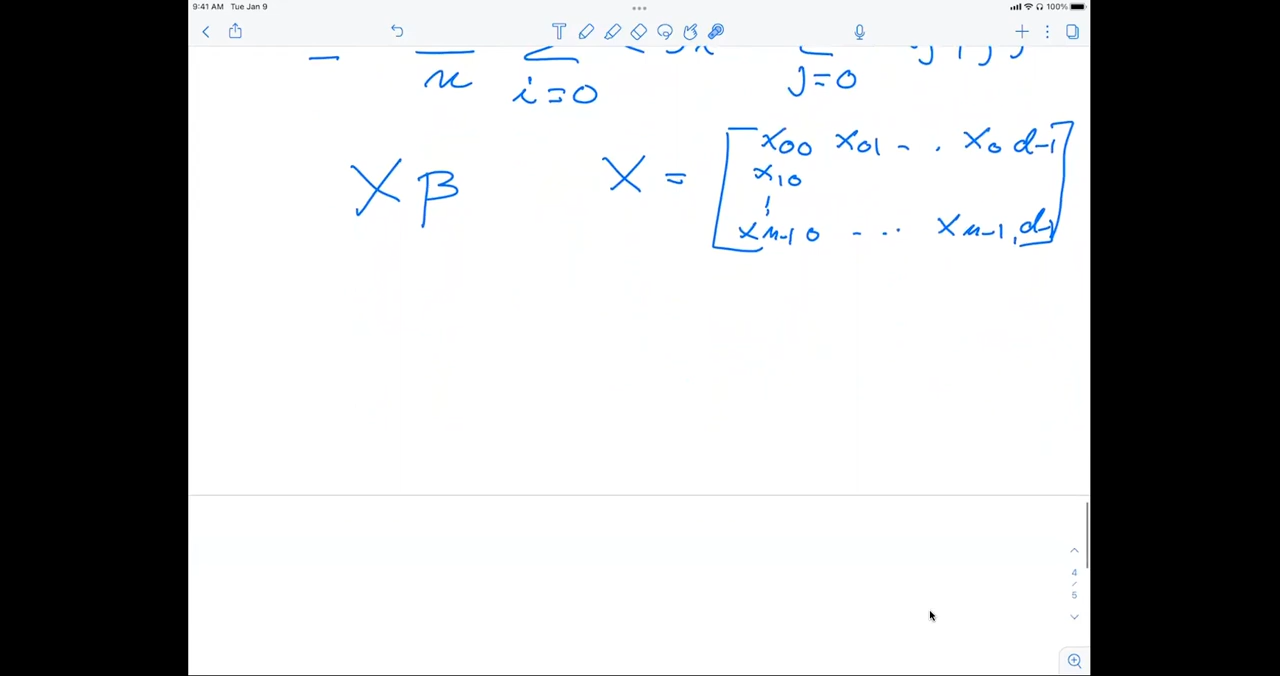 9:41 AM Tue Jan 9
100%
n
i=0
j=0
Xβ
X = [ x00 x01 - . x0 d-1
x10
xn-1 0 - ... xn-1, d-1 ]
4
/
5